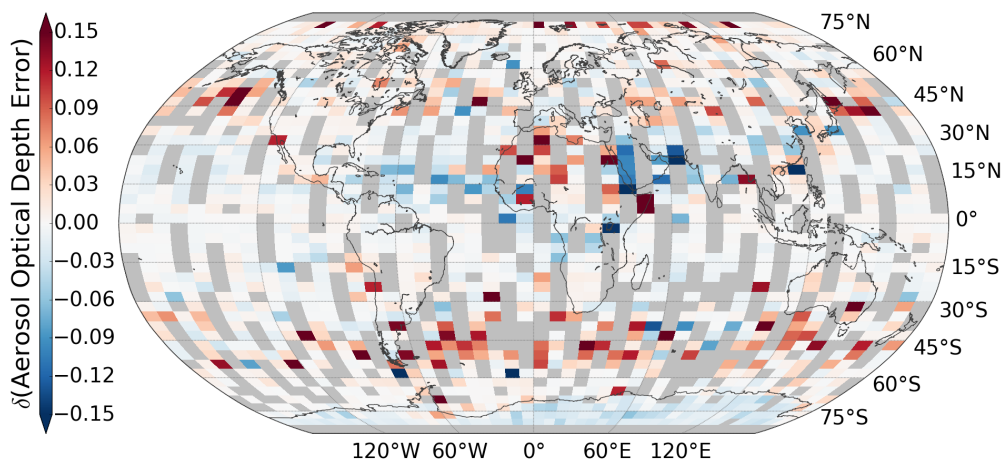 δ(Aerosol Optical Depth Error)
0.15
0.12
0.09
0.06
0.03
0.00
−0.03
−0.06
−0.09
−0.12
−0.15
75°N
60°N
45°N
30°N
15°N
0°
15°S
30°S
45°S
60°S
75°S
120°W 60°W 0° 60°E 120°E